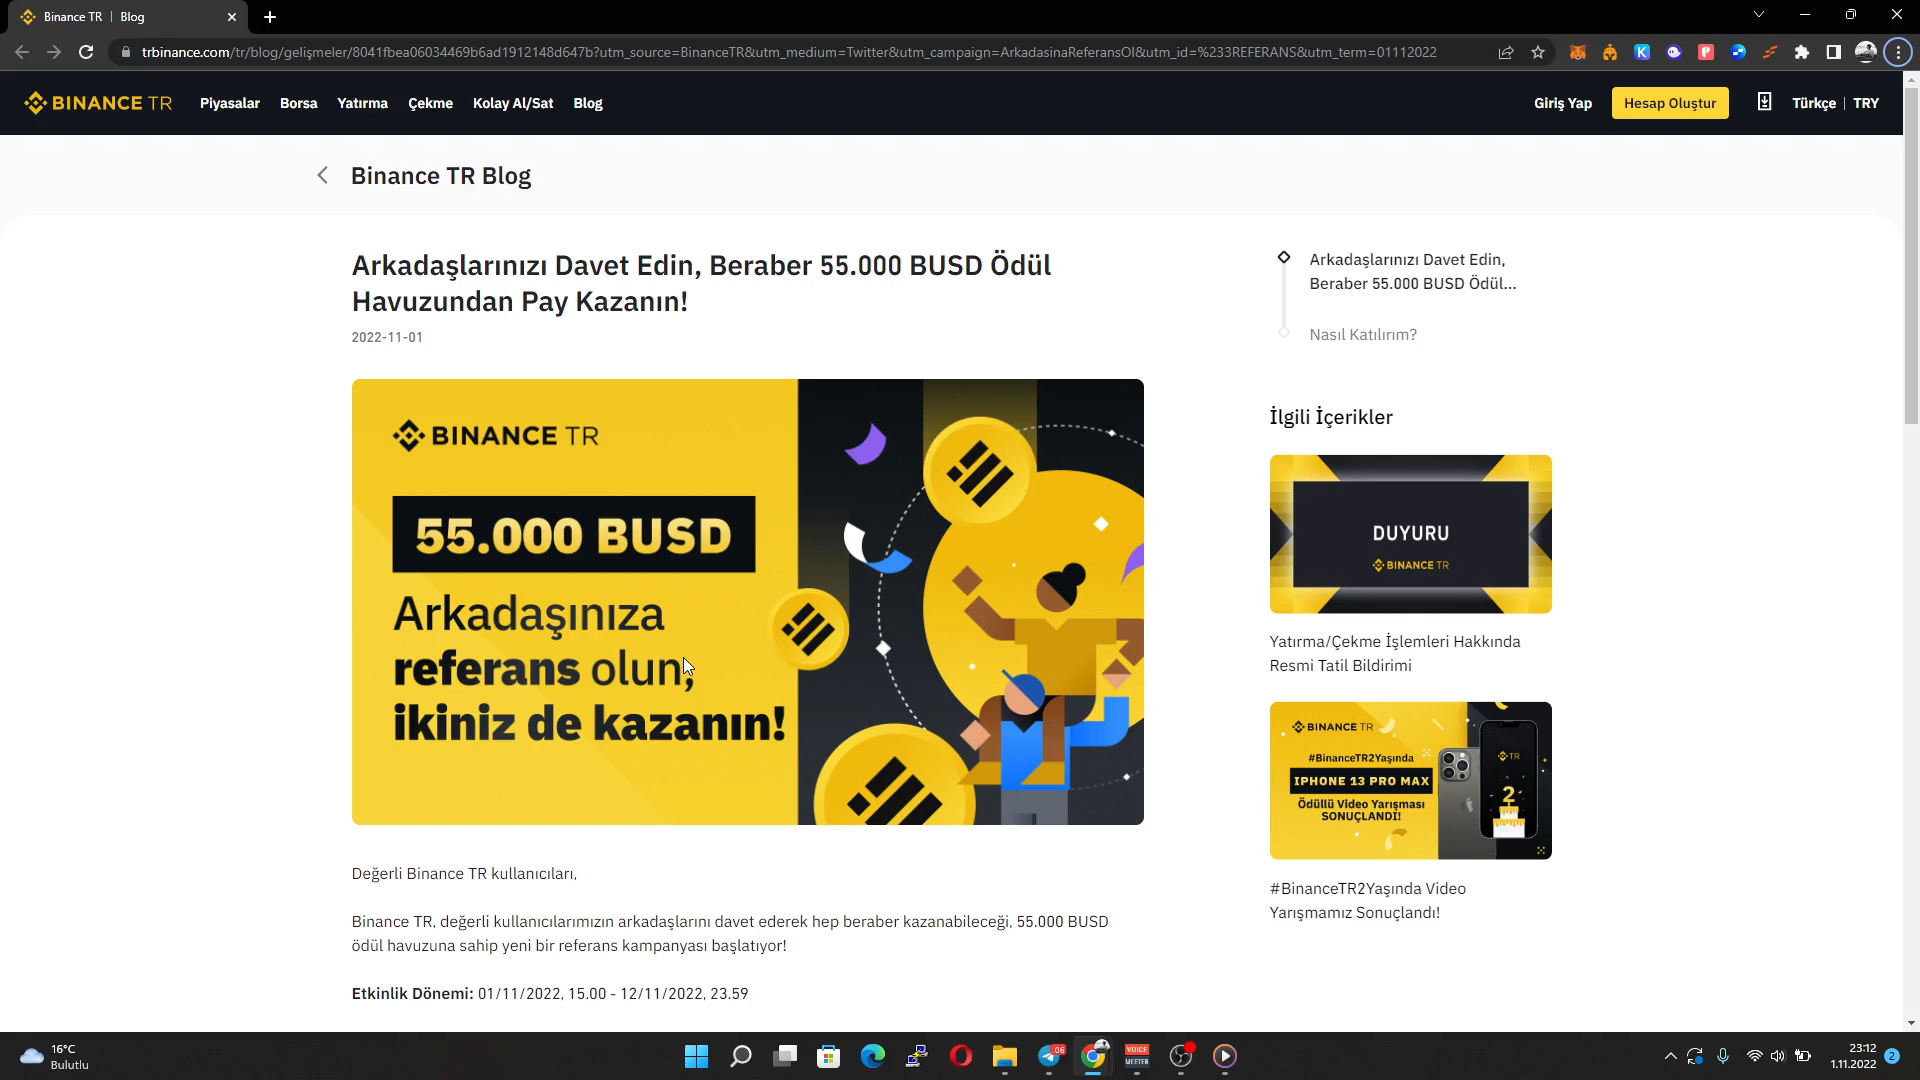 Binance TR | Blog
trbinance.com/tr/blog/gelişmeler/8041fbea06034469b6ad1912148d647b?utm_source=BinanceTR&utm_medium=Twitter&utm_campaign=ArkadasinaReferansOl&utm_id=%233REFERANS&utm_term=01112022
BINANCE TR Piyasalar Borsa Yatırma Çekme Kolay Al/Sat Blog Giriş Yap Hesap Oluştur Türkçe | TRY
Binance TR Blog
Arkadaşlarınızı Davet Edin, Beraber 55.000 BUSD Ödül
Havuzundan Pay Kazanın!
2022-11-01
BINANCE TR
55.000 BUSD
Arkadaşınıza
referans olun,
ikiniz de kazanın!
Değerli Binance TR kullanıcıları,
Binance TR, değerli kullanıcılarımızın arkadaşlarını davet ederek hep beraber kazanabileceği, 55.000 BUSD
ödül havuzuna sahip yeni bir referans kampanyası başlatıyor!
Etkinlik Dönemi: 01/11/2022, 15.00 - 12/11/2022, 23.59
Arkadaşlarınızı Davet Edin,
Beraber 55.000 BUSD Ödül...
Nasıl Katılırım?
İlgili İçerikler
DUYURU
BINANCE TR
Yatırma/Çekme İşlemleri Hakkında
Resmi Tatil Bildirimi
BINANCE TR
#BinanceTR2Yaşında
IPHONE 13 PRO MAX
Ödüllü Video Yarışması
SONUÇLANDI!
TR
2
#BinanceTR2Yaşında Video
Yarışmamız Sonuçlandı!
16°C
Bulutlu
.06
VOICE
MEETER
23:12
1.11.2022
2